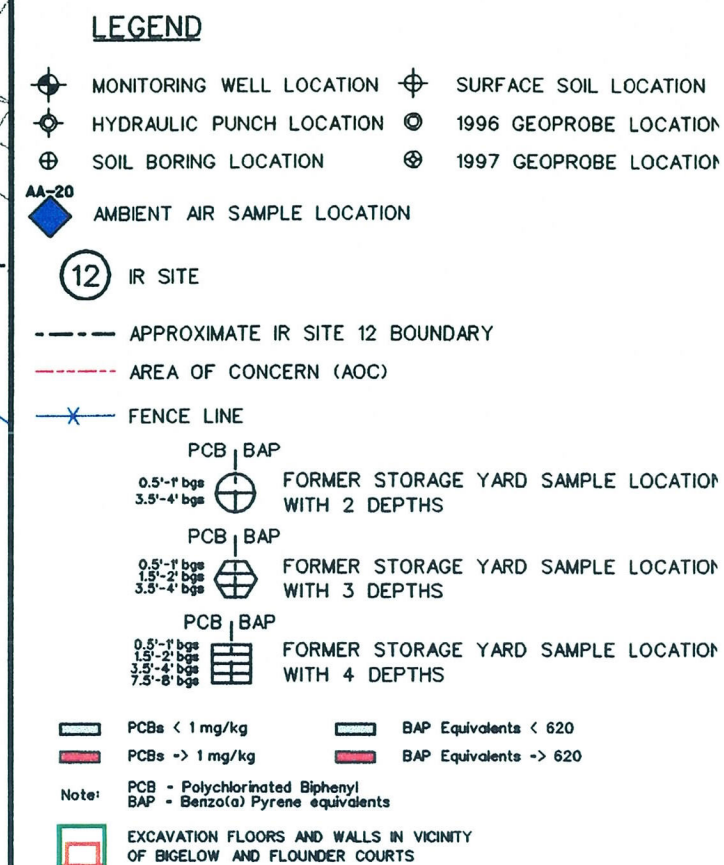 LEGEND
MONITORING WELL LOCATION
SURFACE SOIL LOCATION
HYDRAULIC PUNCH LOCATION
1996 GEOPROBE LOCATION
SOIL BORING LOCATION
1997 GEOPROBE LOCATION
AA-20
AMBIENT AIR SAMPLE LOCATION
12 IR SITE
APPROXIMATE IR SITE 12 BOUNDARY
AREA OF CONCERN (AOC)
FENCE LINE
PCB BAP
0.5'-1' bgs
3.5'-4' bgs
FORMER STORAGE YARD SAMPLE LOCATION
WITH 2 DEPTHS
PCB BAP
0.5'-1' bgs
1.5'-2' bgs
3.5'-4' bgs
FORMER STORAGE YARD SAMPLE LOCATION
WITH 3 DEPTHS
PCB BAP
0.5'-1' bgs
1.5'-2' bgs
3.5'-4' bgs
7.5'-8' bgs
FORMER STORAGE YARD SAMPLE LOCATION
WITH 4 DEPTHS
PCBs < 1 mg/kg
BAP Equivalents < 620
PCBs -> 1 mg/kg
BAP Equivalents -> 620
Note: PCB - Polychlorinated Biphenyl
BAP - Benzo(a) Pyrene equivalents
EXCAVATION FLOORS AND WALLS IN VICINITY
OF BIGELOW AND FLOUNDER COURTS